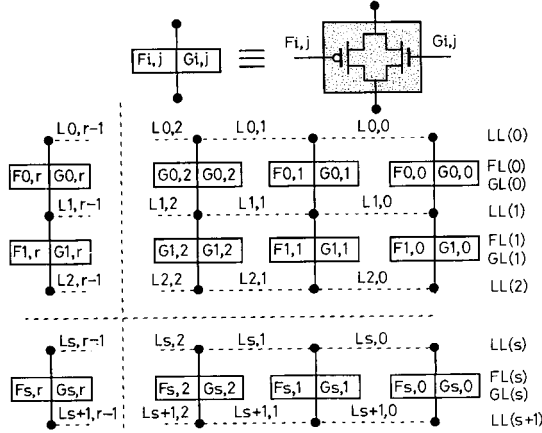 Fi,j Gi,j ≡ Fi,j Gi,j
L0,r-1 L0,2 L0,1 L0,0 LL(0)
F0,r G0,r G0,2 G0,2 F0,1 G0,1 F0,0 G0,0 FL(0)
GL(0)
L1,r-1 L1,2 L1,1 L1,0 LL(1)
F1,r G1,r G1,2 G1,2 F1,1 G1,1 F1,0 G1,0 FL(1)
GL(1)
L2,r-1 L2,2 L2,1 L2,0 LL(2)
Ls,r-1 Ls,2 Ls,1 Ls,0 LL(s)
Fs,r Gs,r Fs,2 Gs,2 Fs,1 Gs,1 Fs,0 Gs,0 FL(s)
GL(s)
Ls+1,r-1 Ls+1,2 Ls+1,1 Ls+1,0 LL(s+1)